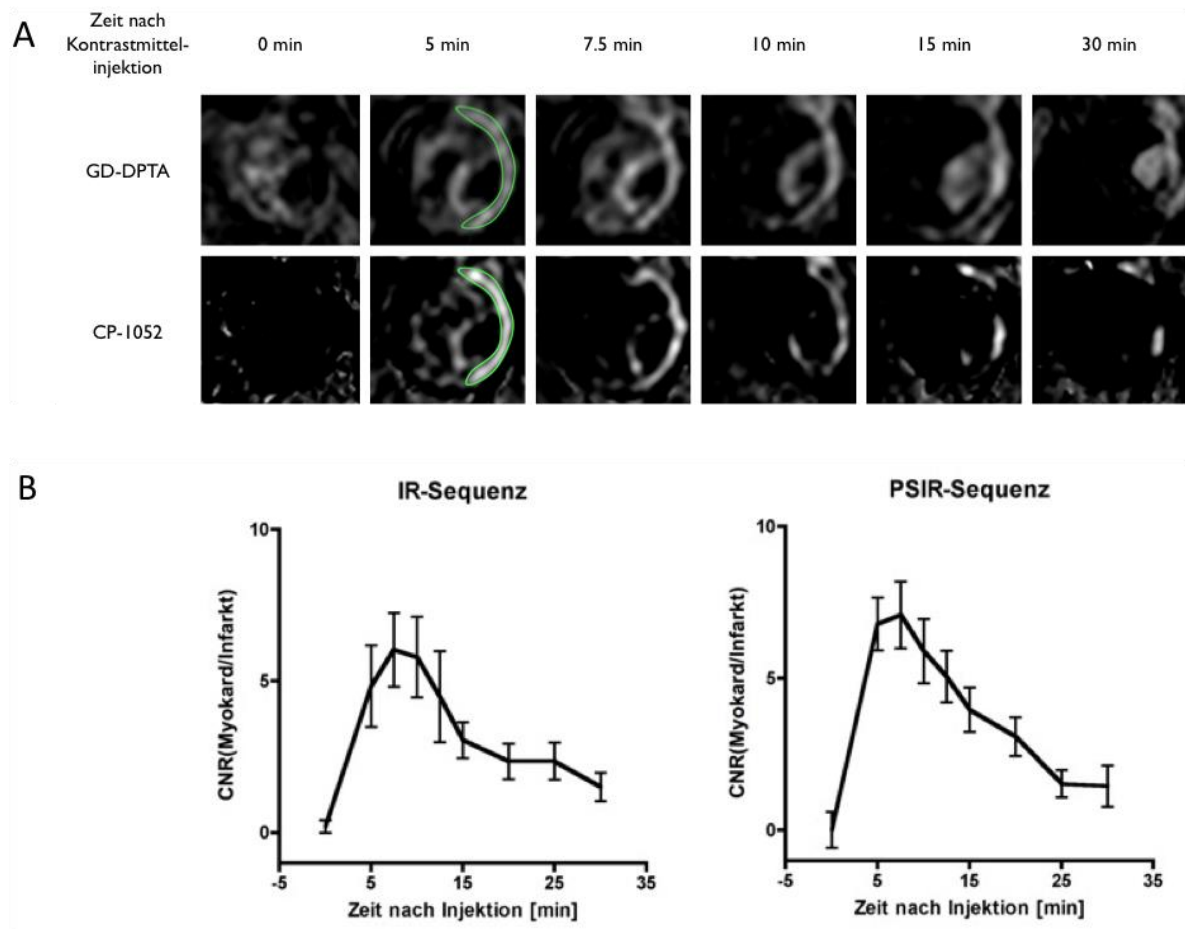 A
Zeit nach
Kontrastmittel-
injektion
0 min
5 min
7.5 min
10 min
15 min
30 min
GD-DPTA
CP-1052
B
IR-Sequenz
10
5
0
CNR(Myokard/Infarkt)
-5
5
15
25
35
Zeit nach Injektion [min]
PSIR-Sequenz
10
5
0
CNR(Myokard/Infarkt)
-5
5
15
25
35
Zeit nach Injektion [min]